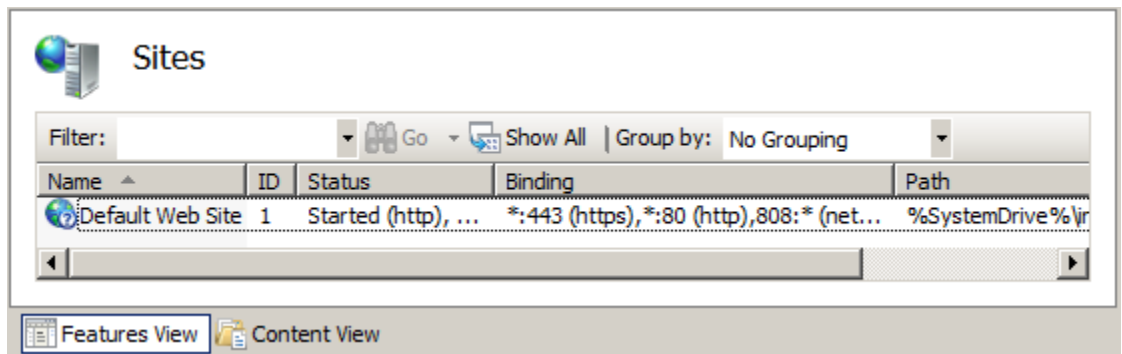 Sites
Filter: Go Show All Group by: No Grouping
Name ID Status Binding Path
Default Web Site 1 Started (http), ... *:443 (https),*:80 (http),808:* (net... %SystemDrive%\in
Features View Content View